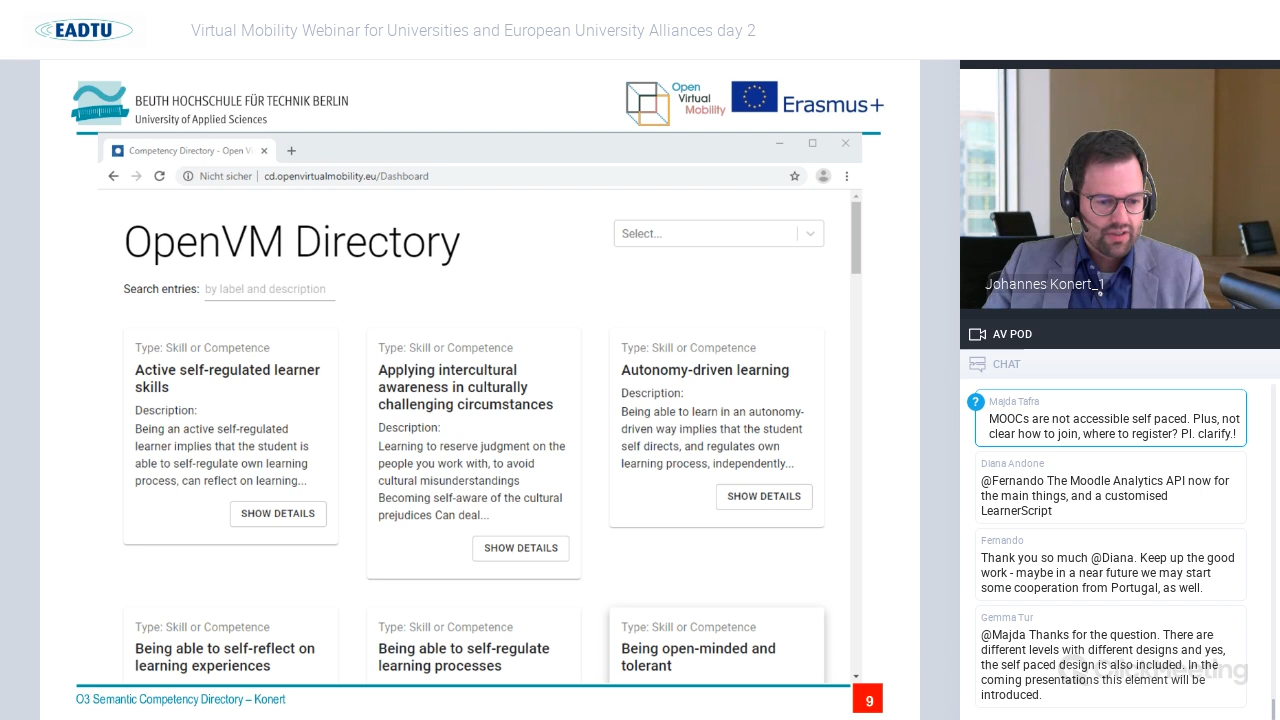 EADTU
Virtual Mobility Webinar for Universities and European University Alliances day 2
BEUTH HOCHSCHULE FÜR TECHNIK BERLIN
University of Applied Sciences
Open
Virtual
Mobility
Erasmus+
Competency Directory - Open V
Nicht sicher | cd.openvirtualmobility.eu/Dashboard
OpenVM Directory
Select...
Search entries: by label and description
Type: Skill or Competence
Active self-regulated learner
skills
Description:
Being an active self-regulated
learner implies that the student is
able to self-regulate own learning
process, can reflect on learning...
SHOW DETAILS
Type: Skill or Competence
Applying intercultural
awareness in culturally
challenging circumstances
Description:
Learning to reserve judgment on the
people you work with, to avoid
cultural misunderstandings
Becoming self-aware of the cultural
prejudices Can deal...
SHOW DETAILS
Type: Skill or Competence
Autonomy-driven learning
Description:
Being able to learn in an autonomy-
driven way implies that the student
self directs, and regulates own
learning process, independently...
SHOW DETAILS
Type: Skill or Competence
Being able to self-reflect on
learning experiences
Type: Skill or Competence
Being able to self-regulate
learning processes
Type: Skill or Competence
Being open-minded and
tolerant
O3 Semantic Competency Directory – Konert
9
Johannes Konert_1
AV POD
CHAT
?
Majda Tafra
MOOCs are not accessible self paced. Plus, not
clear how to join, where to register? Pl. clarify.!
Diana Andone
@Fernando The Moodle Analytics API now for
the main things, and a customised
LearnerScript
Fernando
Thank you so much @Diana. Keep up the good
work - maybe in a near future we may start
some cooperation from Portugal, as well.
Gemma Tur
@Majda Thanks for the question. There are
different levels with different designs and yes,
the self paced design is also included. In the
coming presentations this element will be
introduced.
ClickMeeting